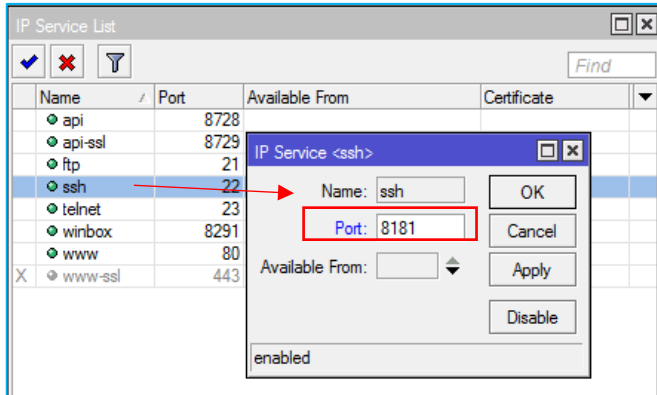 IP Service List
Find
Name Port Available From Certificate
api 8728
api-ssl 8729
ftp 21
ssh 22
telnet 23
winbox 8291
www 80
X www-ssl 443
IP Service <ssh>
Name: ssh OK
Port: 8181 Cancel
Available From: Apply
Disable
enabled